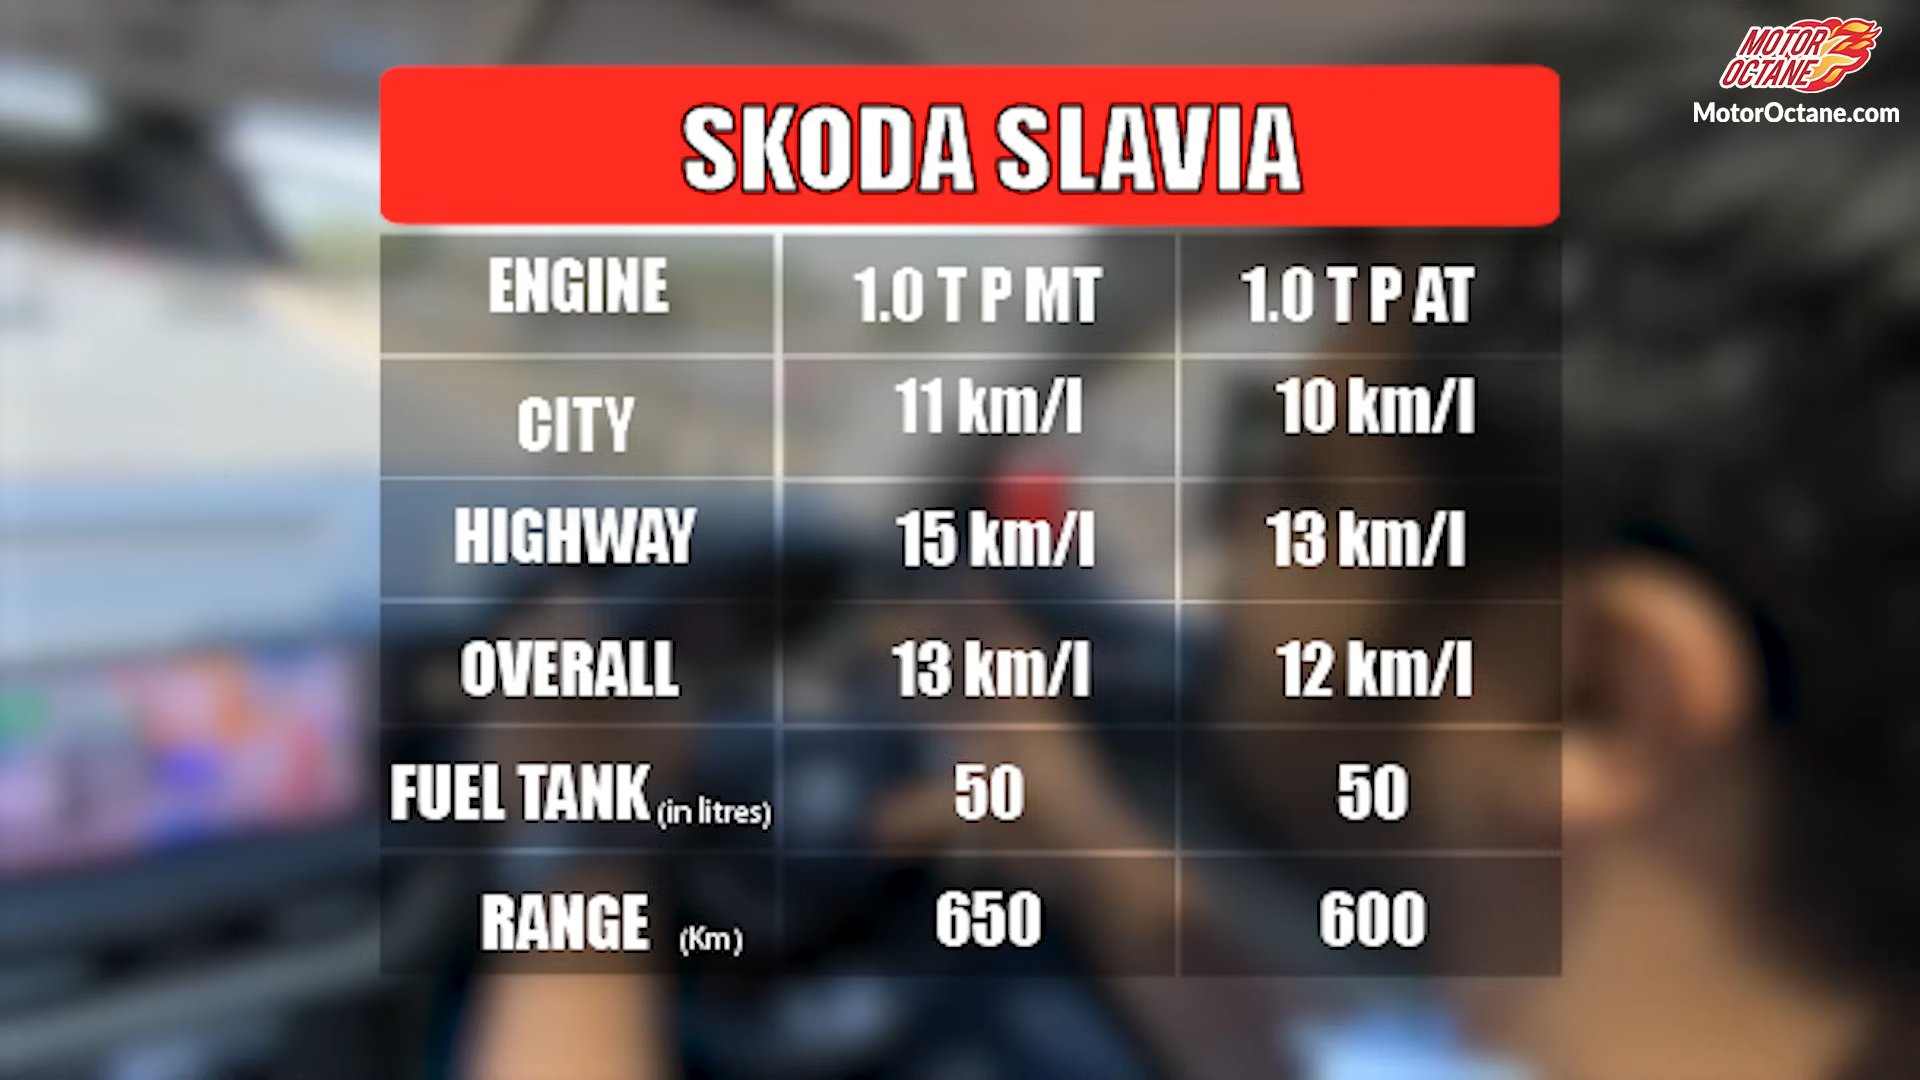 MOTOR
OCTANE
MotorOctane.com
SKODA SLAVIA
ENGINE 1.0 T P MT 1.0 T P AT
CITY 11 km/l 10 km/l
HIGHWAY 15 km/l 13 km/l
OVERALL 13 km/l 12 km/l
FUEL TANK (in litres) 50 50
RANGE (Km) 650 600